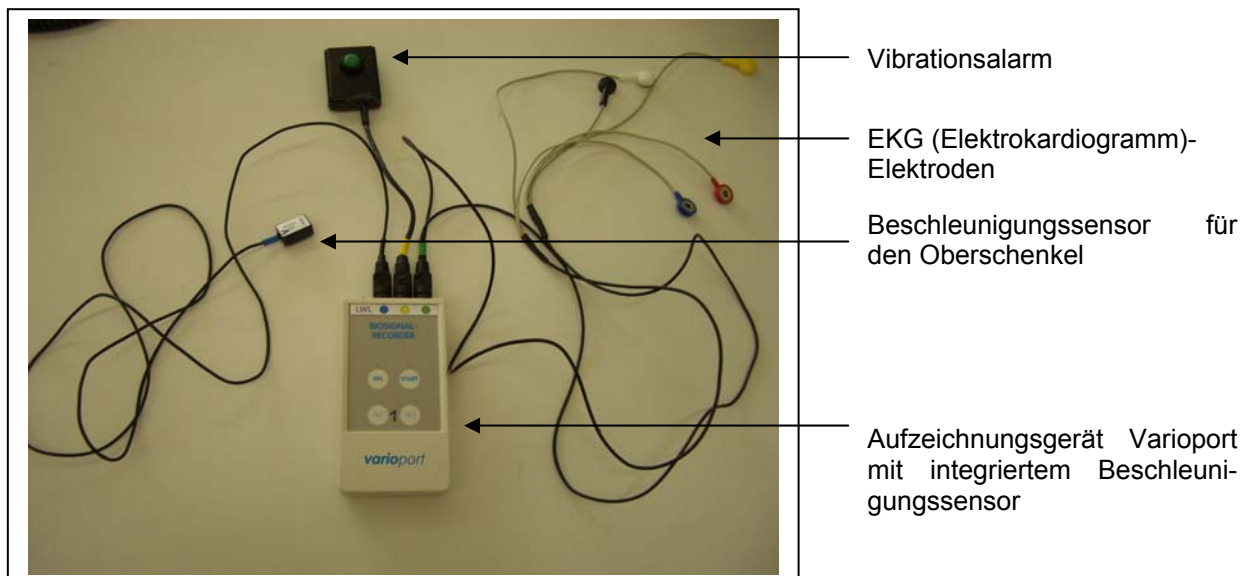 Vibrationsalarm
EKG (Elektrokardiogramm)-
Elektroden
Beschleunigungssensor für
den Oberschenkel
LWL
BIOSIGNAL-
RECORDER
START
1
varioport
Aufzeichnungsgerät Varioport
mit integriertem Beschleuni-
gungssensor